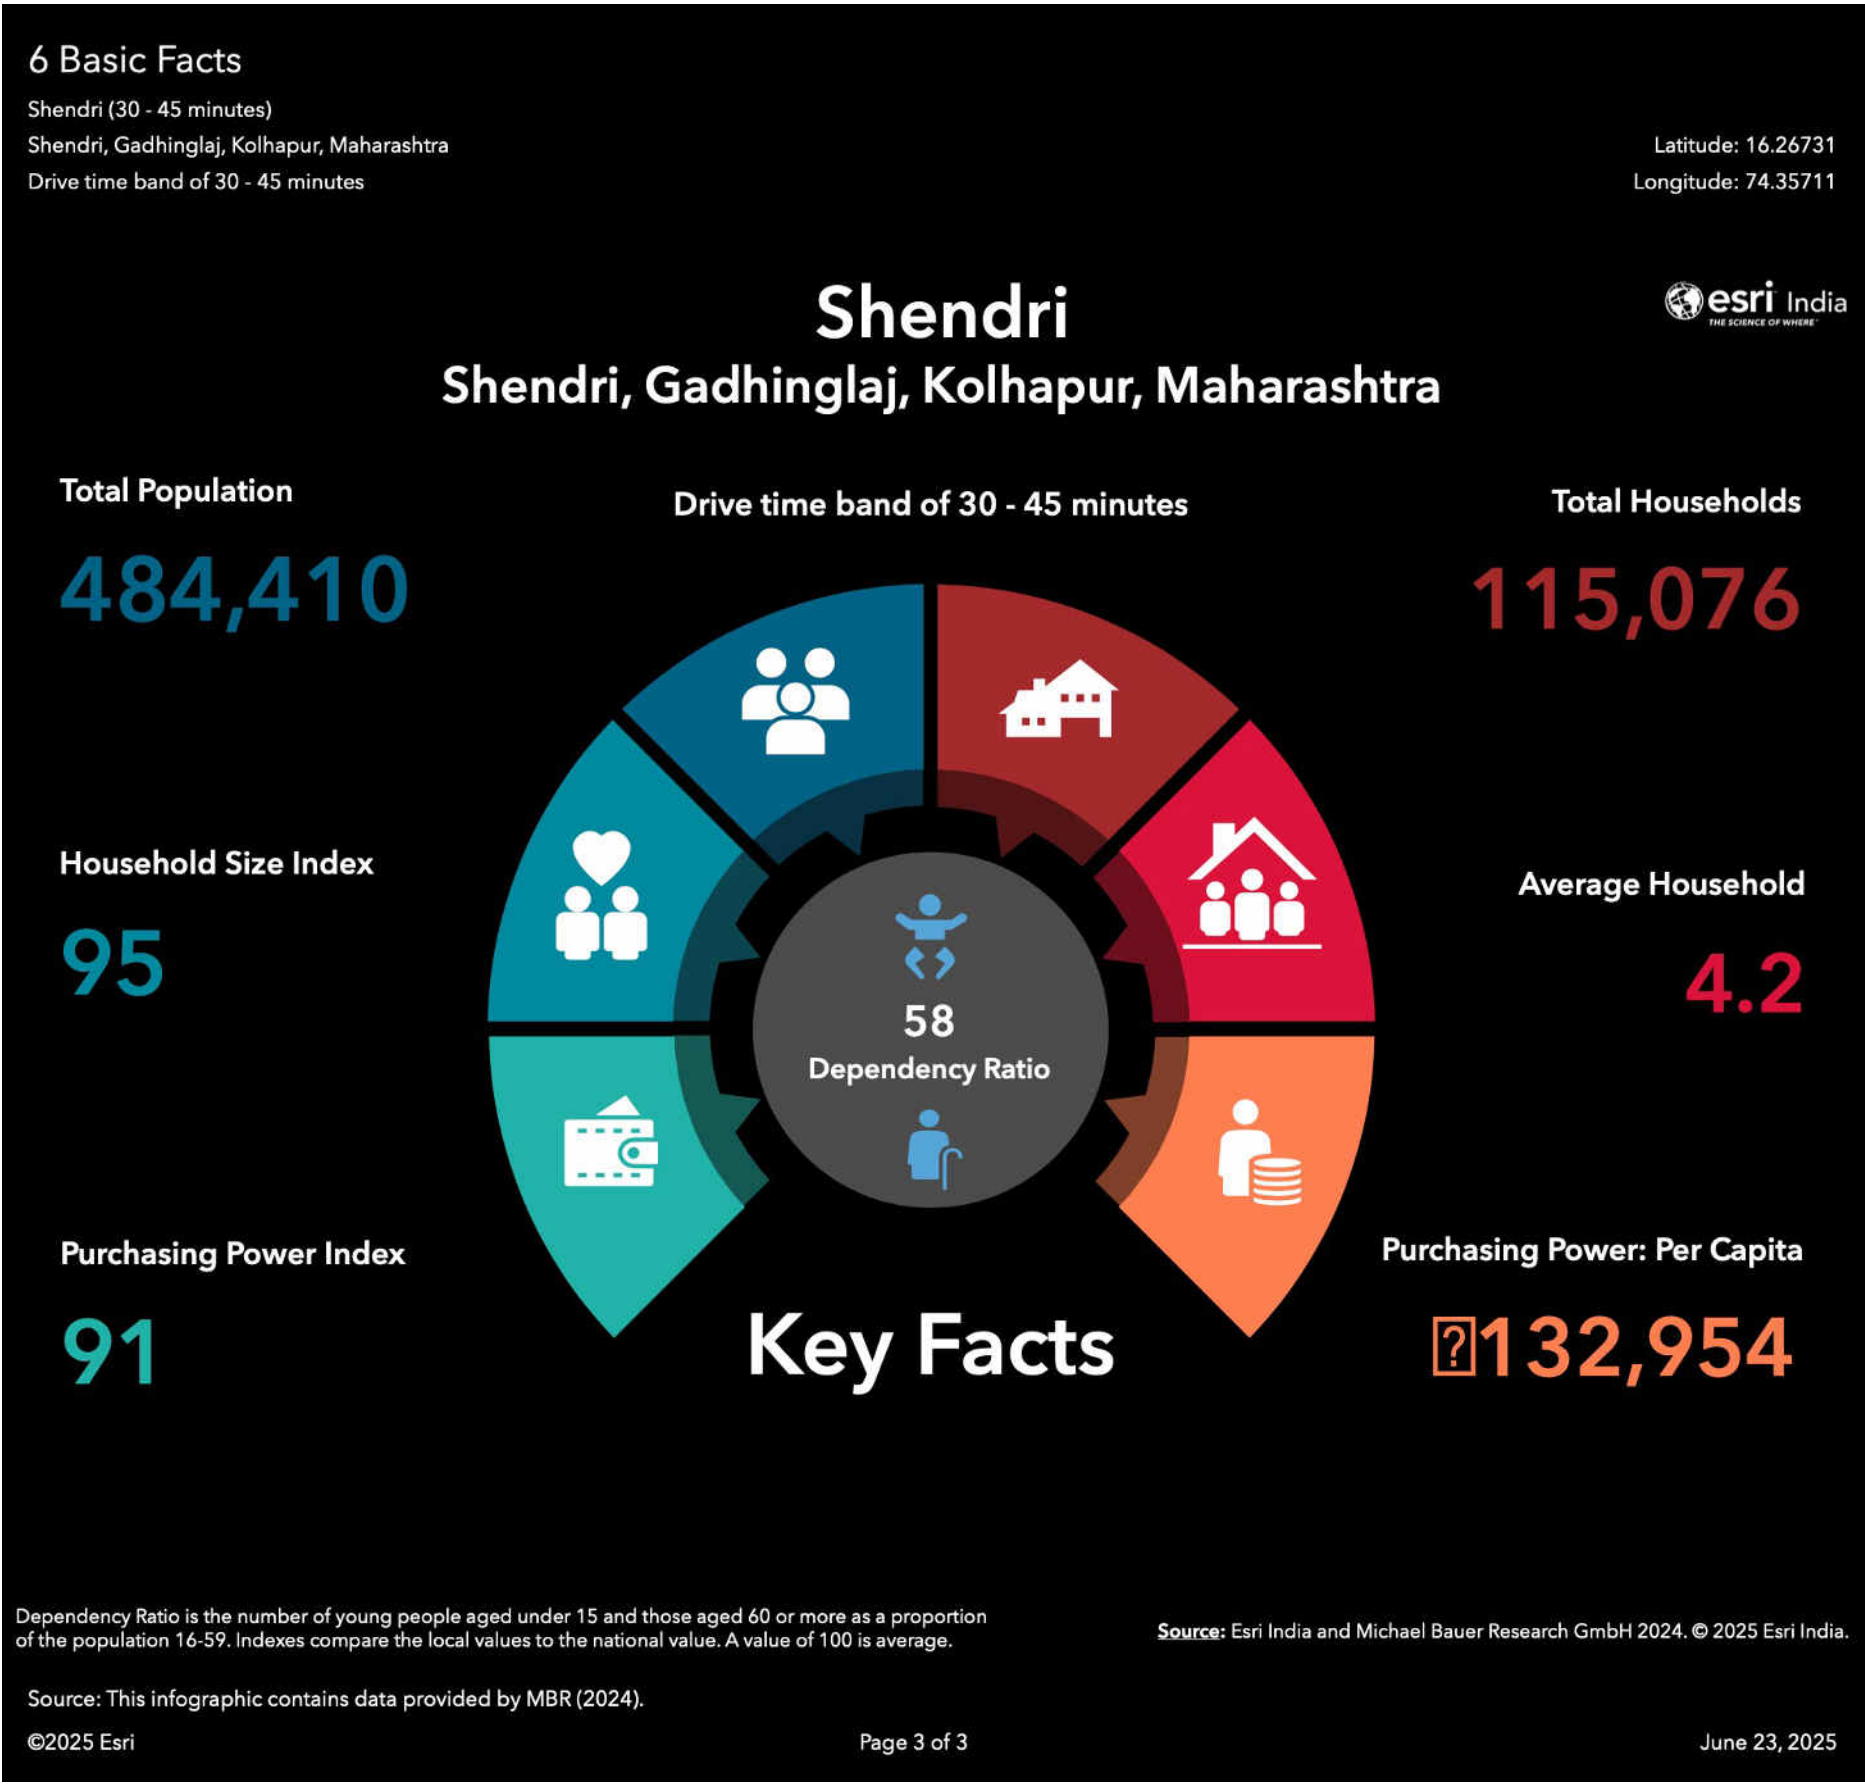 6 Basic Facts
Shendri (30 - 45 minutes)
Shendri, Gadhinglaj, Kolhapur, Maharashtra
Latitude: 16.26731
Drive time band of 30 - 45 minutes
Longitude: 74.35711
Shendri
esri India
THE SCIENCE OF WHERE™
Shendri, Gadhinglaj, Kolhapur, Maharashtra
Total Population
Drive time band of 30 - 45 minutes
Total Households
484,410
115,076
Household Size Index
Average Household
95
4.2
58
Dependency Ratio
Purchasing Power Index
Purchasing Power: Per Capita
91
Key Facts
⍰132,954
Dependency Ratio is the number of young people aged under 15 and those aged 60 or more as a proportion
of the population 16-59. Indexes compare the local values to the national value. A value of 100 is average.
Source: Esri India and Michael Bauer Research GmbH 2024. © 2025 Esri India.
Source: This infographic contains data provided by MBR (2024).
©2025 Esri
Page 3 of 3
June 23, 2025